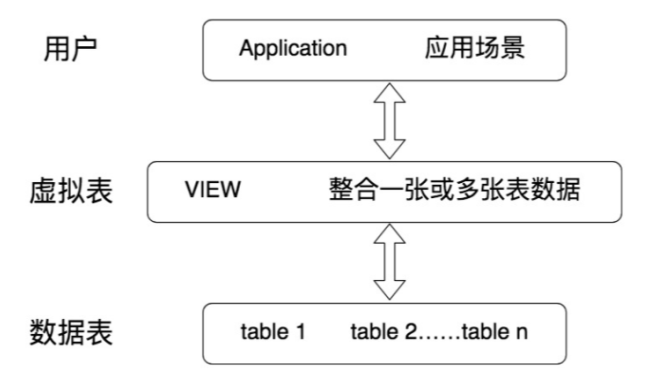 用户 Application 应用场景
虚拟表 VIEW 整合一张或多张表数据
数据表 table 1 table 2......table n